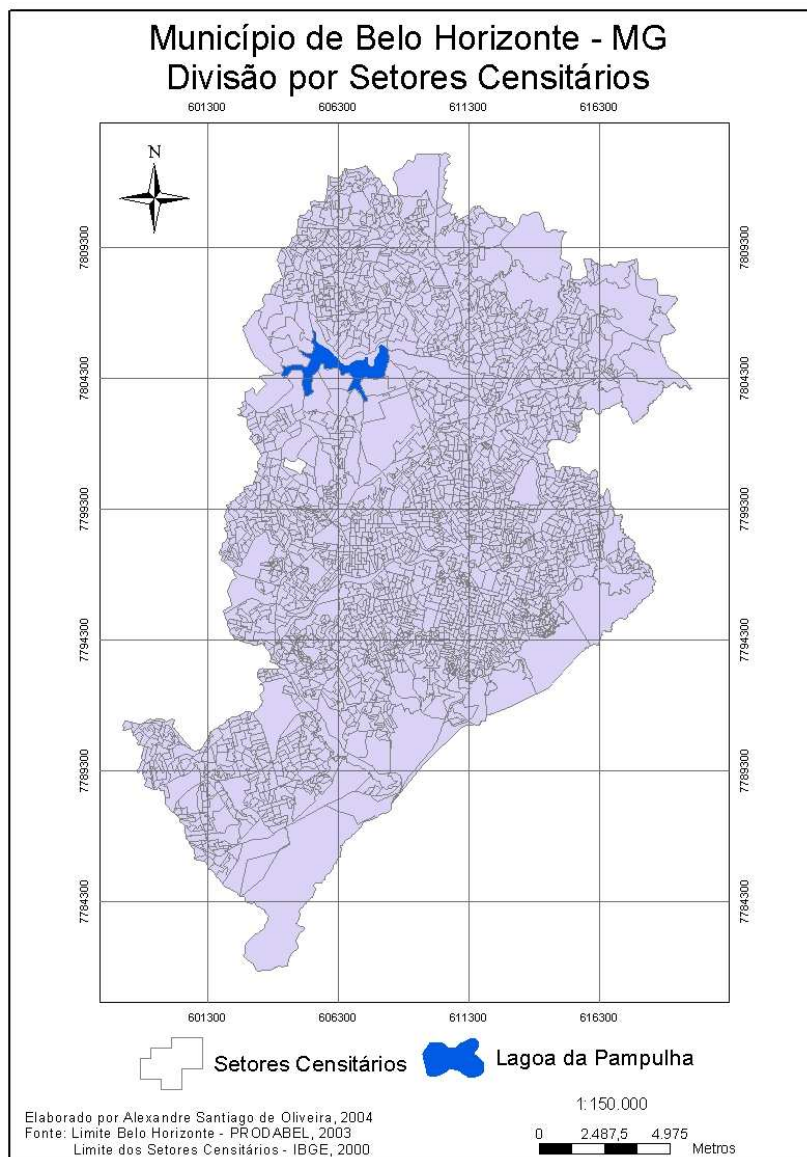 Município de Belo Horizonte - MG
Divisão por Setores Censitários
601300 606300 611300 616300
N
7809300 7809300
7804300 7804300
7799300 7799300
7794300 7794300
7789300 7789300
7784300 7784300
601300 606300 611300 616300
Setores Censitários Lagoa da Pampulha
1:150.000
Elaborado por Alexandre Santiago de Oliveira, 2004
Fonte: Limite Belo Horizonte - PRODABEL, 2003
Limite dos Setores Censitários - IBGE, 2000
0 2.487,5 4.975
Metros